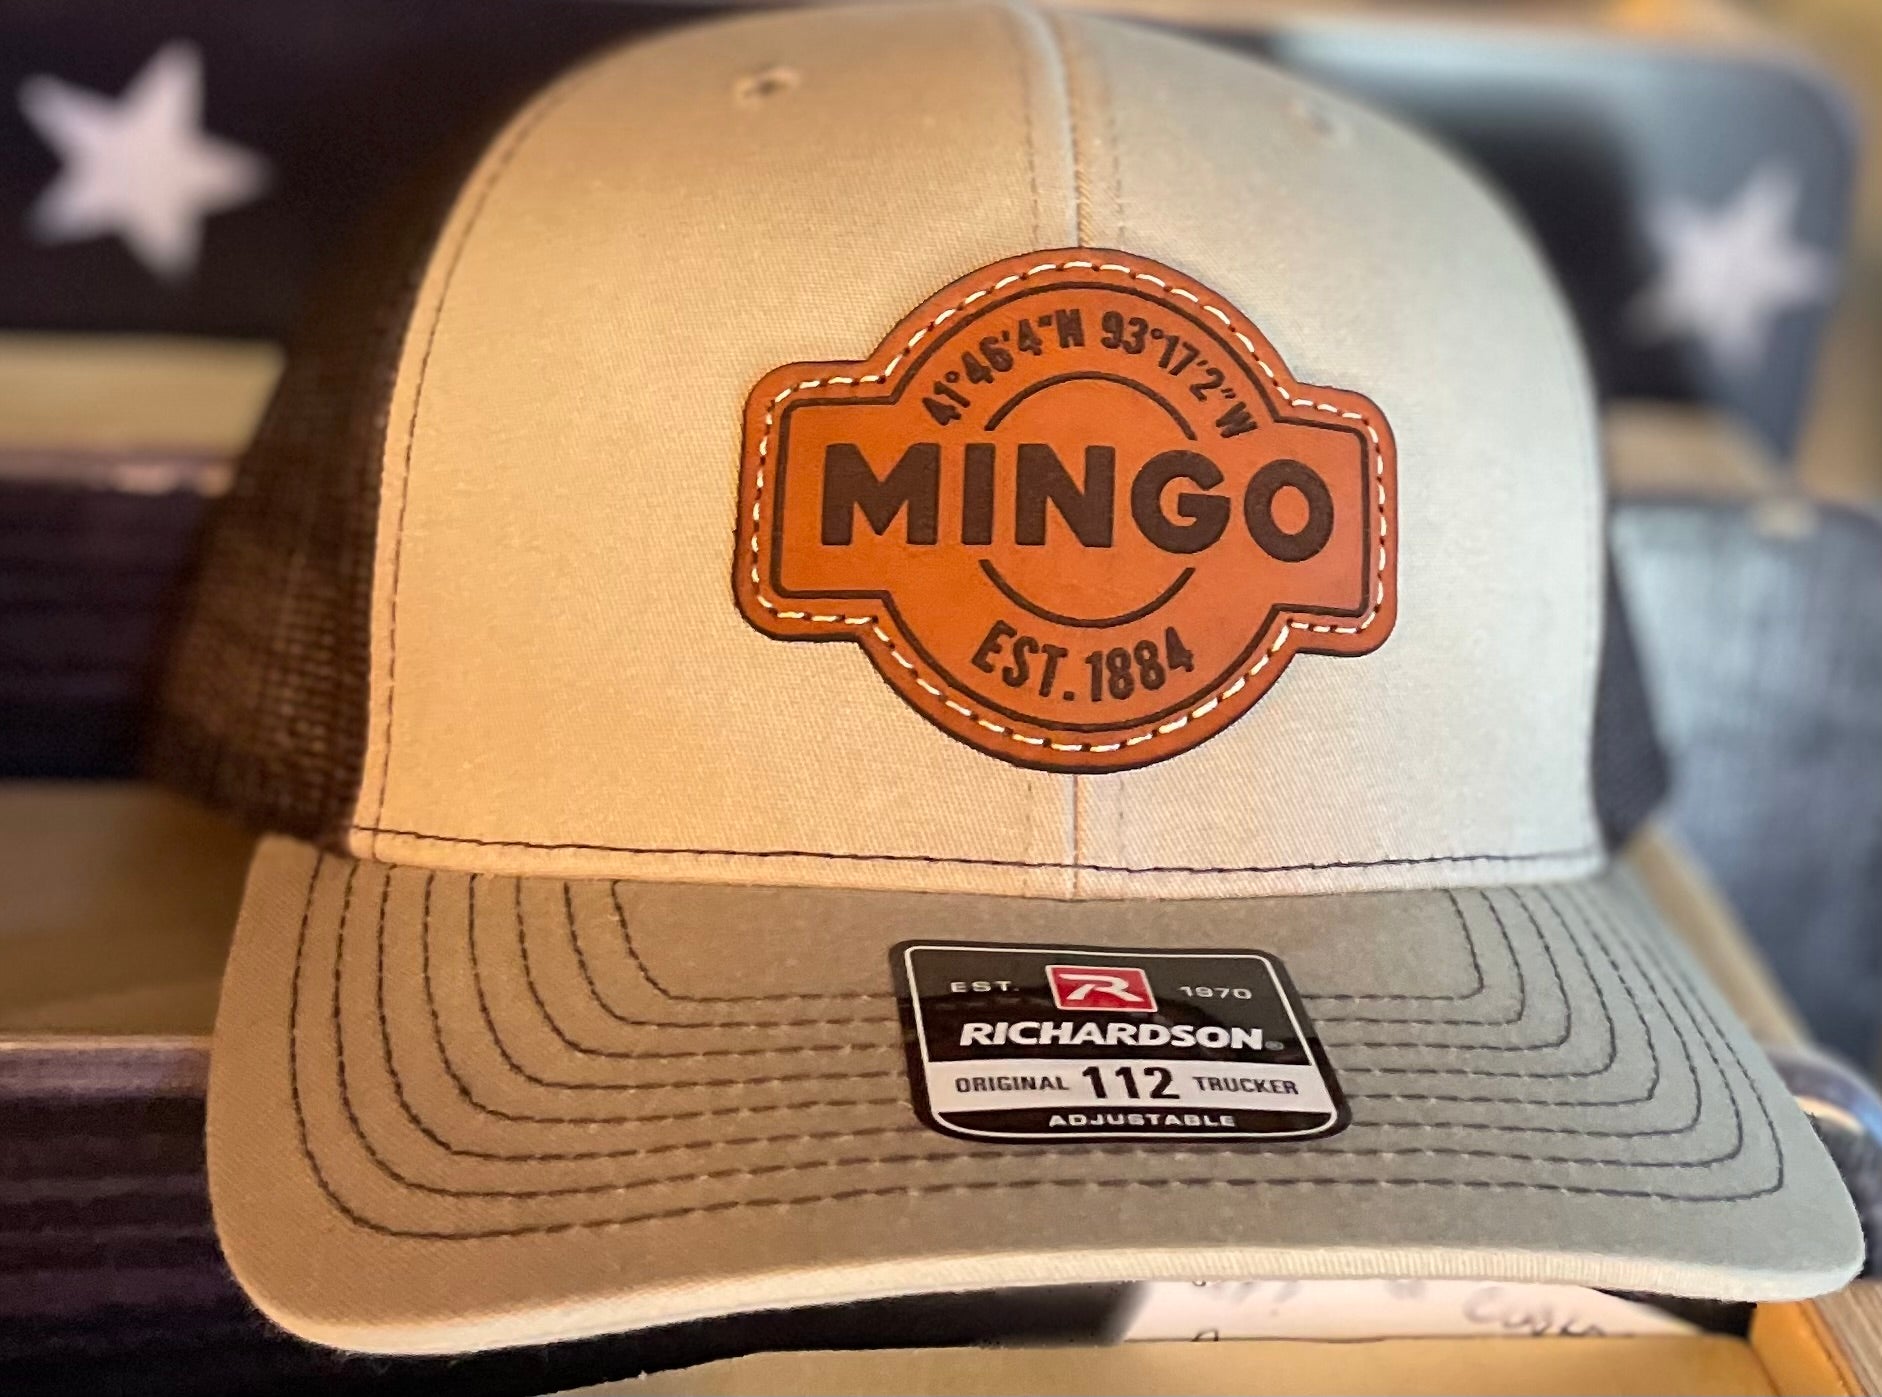 41°46'4"N 93°17'2"W
MINGO
EST. 1884
EST. R 1970
RICHARDSON®
ORIGINAL 112 TRUCKER
ADJUSTABLE